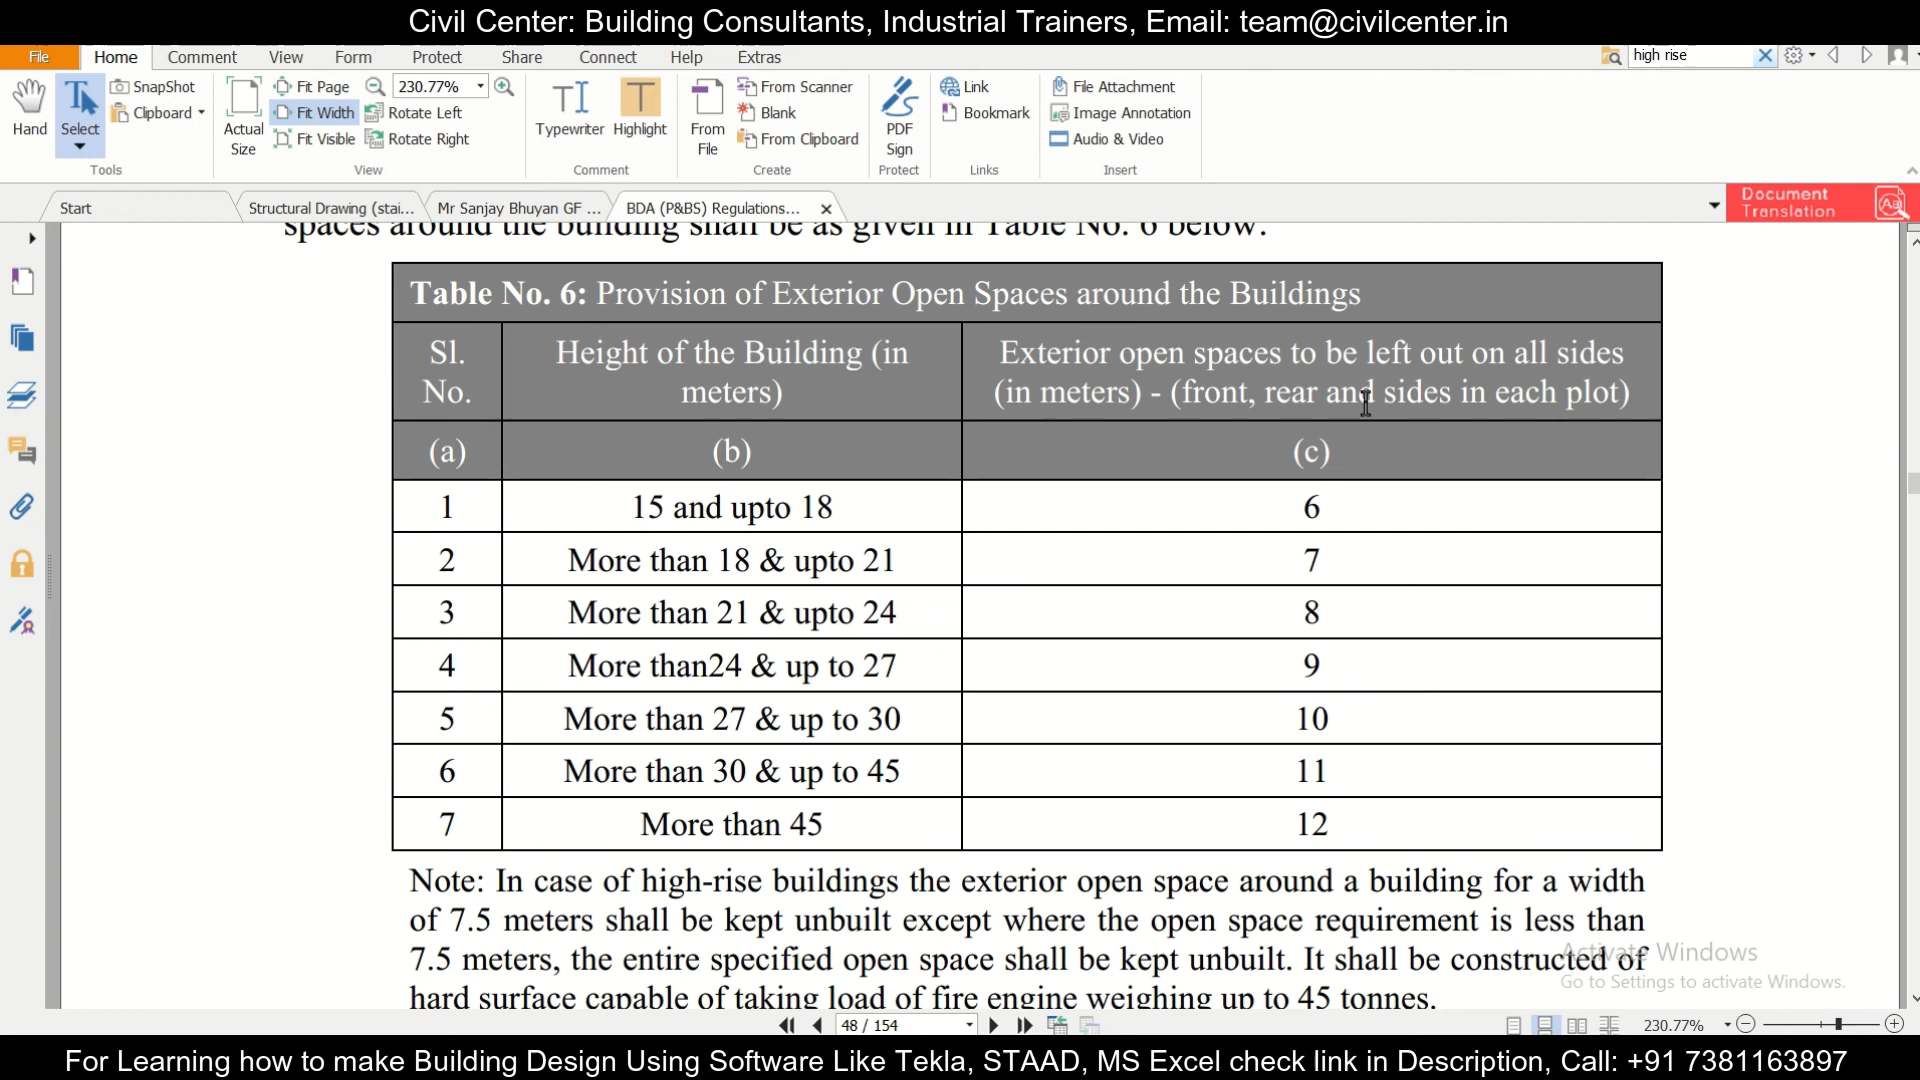 Civil Center: Building Consultants, Industrial Trainers, Email: team@civilcenter.in
File Home Comment View Form Protect Share Connect Help Extras high rise
Hand
Select
Tools
SnapShot
Clipboard
Actual Size
Fit Page
Fit Width
Fit Visible
230.77%
Rotate Left
Rotate Right
View
Typewriter
Highlight
Comment
From File
From Scanner
Blank
From Clipboard
Create
PDF Sign
Protect
Link
Bookmark
Links
File Attachment
Image Annotation
Audio & Video
Insert
Start Structural Drawing (stai... Mr Sanjay Bhuyan GF ... BDA (P&BS) Regulations...
Document
Translation
spaces around the building shall be as given in Table No. 6 below:
Table No. 6: Provision of Exterior Open Spaces around the Buildings
Sl. No. Height of the Building (in meters) Exterior open spaces to be left out on all sides (in meters) - (front, rear and sides in each plot)
(a) (b) (c)
1 15 and upto 18 6
2 More than 18 & upto 21 7
3 More than 21 & upto 24 8
4 More than24 & up to 27 9
5 More than 27 & up to 30 10
6 More than 30 & up to 45 11
7 More than 45 12
Note: In case of high-rise buildings the exterior open space around a building for a width
of 7.5 meters shall be kept unbuilt except where the open space requirement is less than
7.5 meters, the entire specified open space shall be kept unbuilt. It shall be constructed of
hard surface capable of taking load of fire engine weighing up to 45 tonnes.
Activate Windows
Go to Settings to activate Windows.
48 / 154
230.77%
For Learning how to make Building Design Using Software Like Tekla, STAAD, MS Excel check link in Description, Call: +91 7381163897